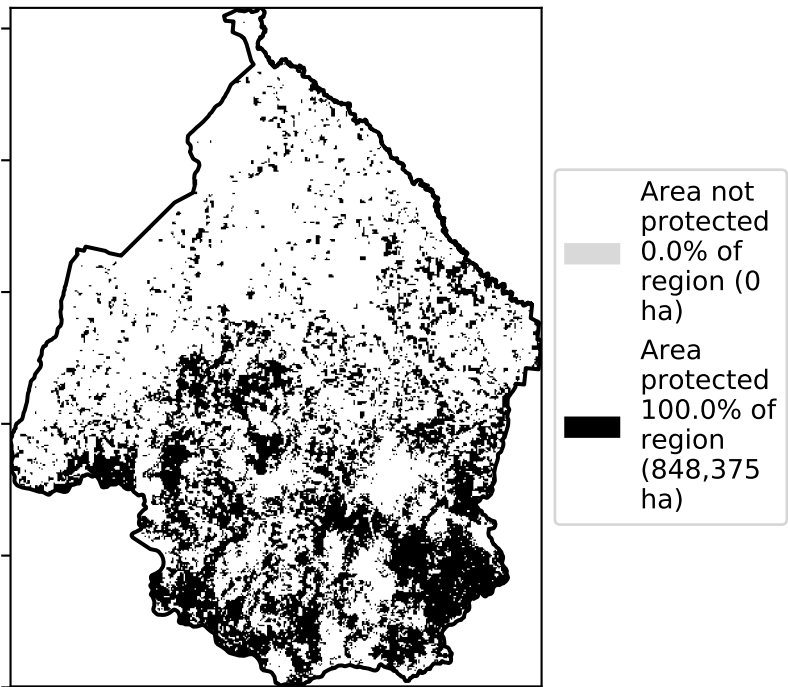 Area not
protected
0.0% of
region (0
ha)
Area
protected
100.0% of
region
(848,375
ha)